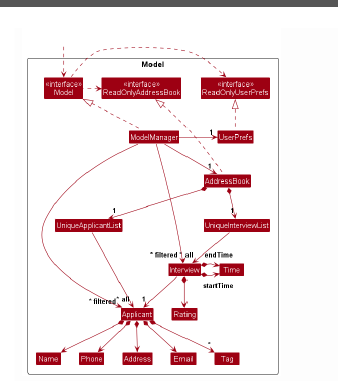 Model
«interface»
Model
«interface»
ReadOnlyAddressBook
«interface»
ReadOnlyUserPrefs
ModelManager
1
UserPrefs
1
AddressBook
1
1
UniqueApplicantList
UniqueInterviewList
* filtered
* all
endTime
Interview
Time
startTime
* filtered
* all
1
Applicant
Rating
*
Name
Phone
Address
Email
Tag